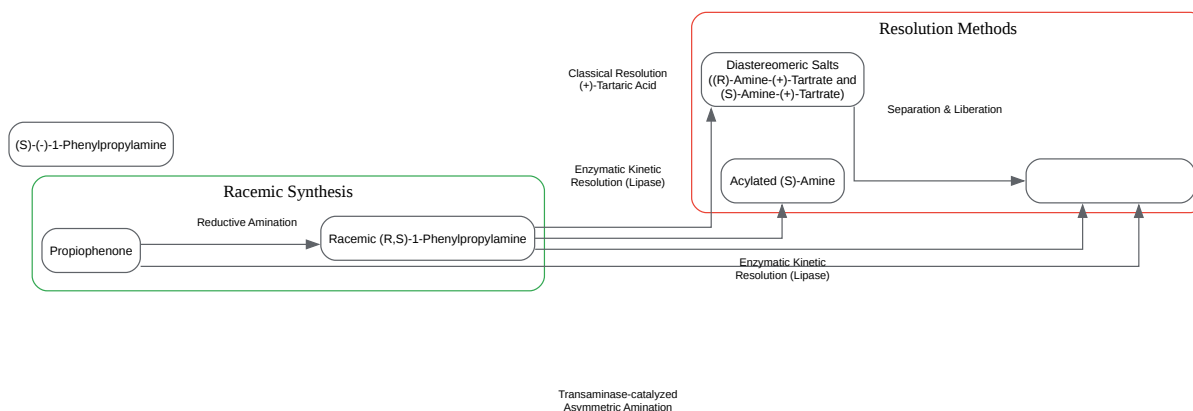 Resolution Methods
Diastereomeric Salts
((R)-Amine-(+)-Tartrate and
(S)-Amine-(+)-Tartrate)
Classical Resolution
(+)-Tartaric Acid
Separation & Liberation
(S)-(-)-1-Phenylpropylamine
Enzymatic Kinetic
Resolution (Lipase)
Acylated (S)-Amine
Racemic Synthesis
Reductive Amination
Racemic (R,S)-1-Phenylpropylamine
Propiophenone
Enzymatic Kinetic
Resolution (Lipase)
Transaminase-catalyzed
Asymmetric Amination